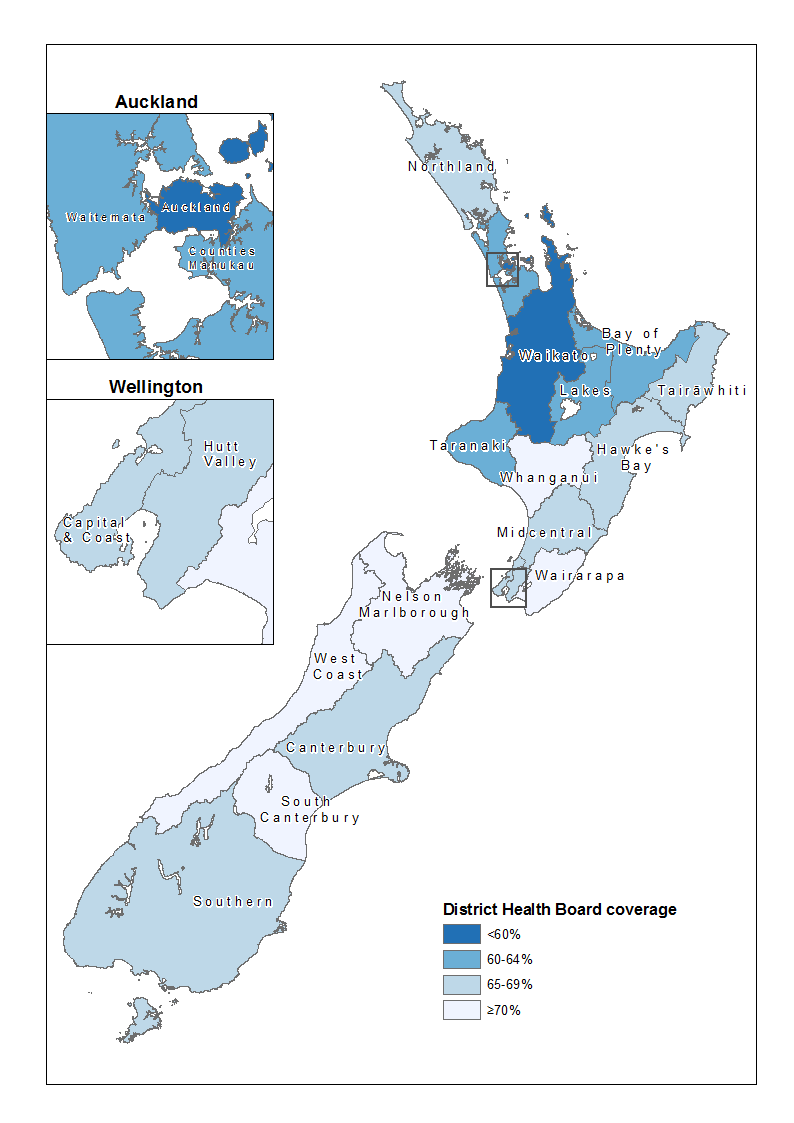 Auckland
Waitemata
Auckland
Counties
Manukau
Wellington
Hutt
Valley
Capital
& Coast
Northland
Waikato
Bay of
Plenty
Lakes
Tairāwhiti
Taranaki
Hawke's
Bay
Whanganui
Midcentral
Wairarapa
Nelson
Marlborough
West
Coast
Canterbury
South
Canterbury
Southern
District Health Board coverage
<60%
60-64%
65-69%
≥70%